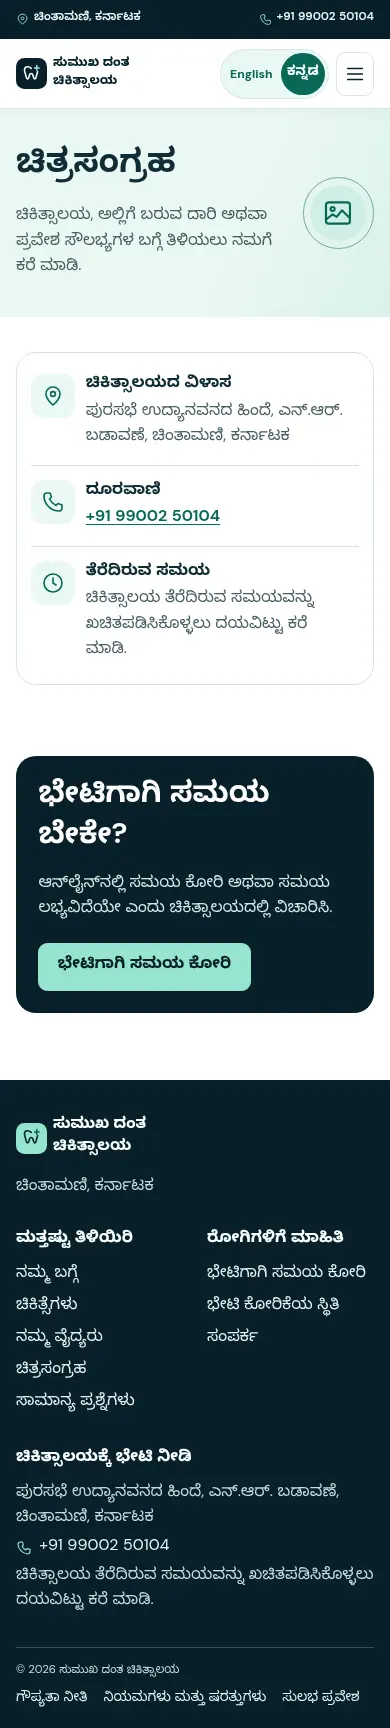 ಚಿಂತಾಮಣಿ, ಕರ್ನಾಟಕ
+91 99002 50104
ಸುಮುಖ ದಂತ
ಚಿಕಿತ್ಸಾಲಯ
English
ಕನ್ನಡ
ಚಿತ್ರಸಂಗ್ರಹ
ಚಿಕಿತ್ಸಾಲಯ, ಅಲ್ಲಿಗೆ ಬರುವ ದಾರಿ ಅಥವಾ
ಪ್ರವೇಶ ಸೌಲಭ್ಯಗಳ ಬಗ್ಗೆ ತಿಳಿಯಲು ನಮಗೆ
ಕರೆ ಮಾಡಿ.
ಚಿಕಿತ್ಸಾಲಯದ ವಿಳಾಸ
ಪುರಸಭೆ ಉದ್ಯಾನವನದ ಹಿಂದೆ, ಎನ್.ಆರ್.
ಬಡಾವಣೆ, ಚಿಂತಾಮಣಿ, ಕರ್ನಾಟಕ
ದೂರವಾಣಿ
+91 99002 50104
ತೆರೆದಿರುವ ಸಮಯ
ಚಿಕಿತ್ಸಾಲಯ ತೆರೆದಿರುವ ಸಮಯವನ್ನು
ಖಚಿತಪಡಿಸಿಕೊಳ್ಳಲು ದಯವಿಟ್ಟು ಕರೆ
ಮಾಡಿ.
ಭೇಟಿಗಾಗಿ ಸಮಯ
ಬೇಕೇ?
ಆನ್‌ಲೈನ್‌ನಲ್ಲಿ ಸಮಯ ಕೋರಿ ಅಥವಾ ಸಮಯ
ಲಭ್ಯವಿದೆಯೇ ಎಂದು ಚಿಕಿತ್ಸಾಲಯದಲ್ಲಿ ವಿಚಾರಿಸಿ.
ಭೇಟಿಗಾಗಿ ಸಮಯ ಕೋರಿ
ಸುಮುಖ ದಂತ
ಚಿಕಿತ್ಸಾಲಯ
ಚಿಂತಾಮಣಿ, ಕರ್ನಾಟಕ
ಮತ್ತಷ್ಟು ತಿಳಿಯಿರಿ
ನಮ್ಮ ಬಗ್ಗೆ
ಚಿಕಿತ್ಸೆಗಳು
ನಮ್ಮ ವೈದ್ಯರು
ಚಿತ್ರಸಂಗ್ರಹ
ಸಾಮಾನ್ಯ ಪ್ರಶ್ನೆಗಳು
ರೋಗಿಗಳಿಗೆ ಮಾಹಿತಿ
ಭೇಟಿಗಾಗಿ ಸಮಯ ಕೋರಿ
ಭೇಟಿ ಕೋರಿಕೆಯ ಸ್ಥಿತಿ
ಸಂಪರ್ಕ
ಚಿಕಿತ್ಸಾಲಯಕ್ಕೆ ಭೇಟಿ ನೀಡಿ
ಪುರಸಭೆ ಉದ್ಯಾನವನದ ಹಿಂದೆ, ಎನ್.ಆರ್. ಬಡಾವಣೆ,
ಚಿಂತಾಮಣಿ, ಕರ್ನಾಟಕ
+91 99002 50104
ಚಿಕಿತ್ಸಾಲಯ ತೆರೆದಿರುವ ಸಮಯವನ್ನು ಖಚಿತಪಡಿಸಿಕೊಳ್ಳಲು
ದಯವಿಟ್ಟು ಕರೆ ಮಾಡಿ.
© 2026 ಸುಮುಖ ದಂತ ಚಿಕಿತ್ಸಾಲಯ
ಗೌಪ್ಯತಾ ನೀತಿ ನಿಯಮಗಳು ಮತ್ತು ಷರತ್ತುಗಳು ಸುಲಭ ಪ್ರವೇಶ